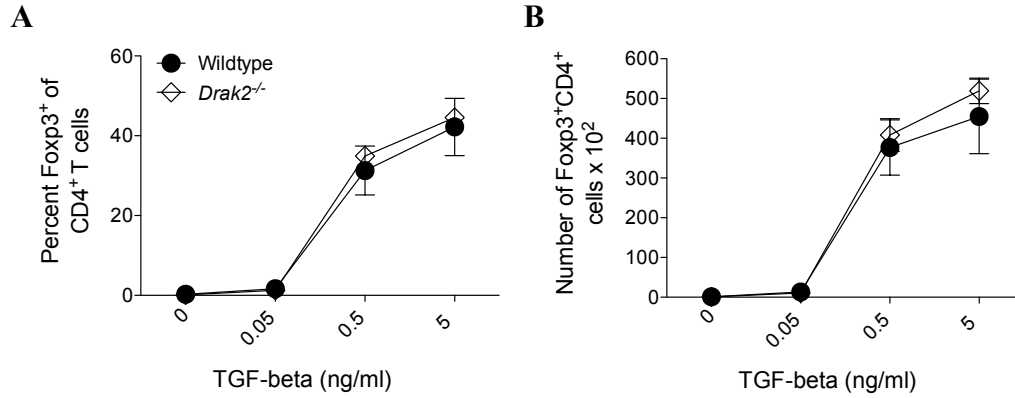 A
Percent Foxp3⁺ of
CD4⁺ T cells
60
40
20
0
Wildtype
Drak2⁻/⁻
0
0.05
0.5
5
TGF-beta (ng/ml)
B
Number of Foxp3⁺CD4⁺
cells x 10²
600
500
400
300
200
100
0
0
0.05
0.5
5
TGF-beta (ng/ml)